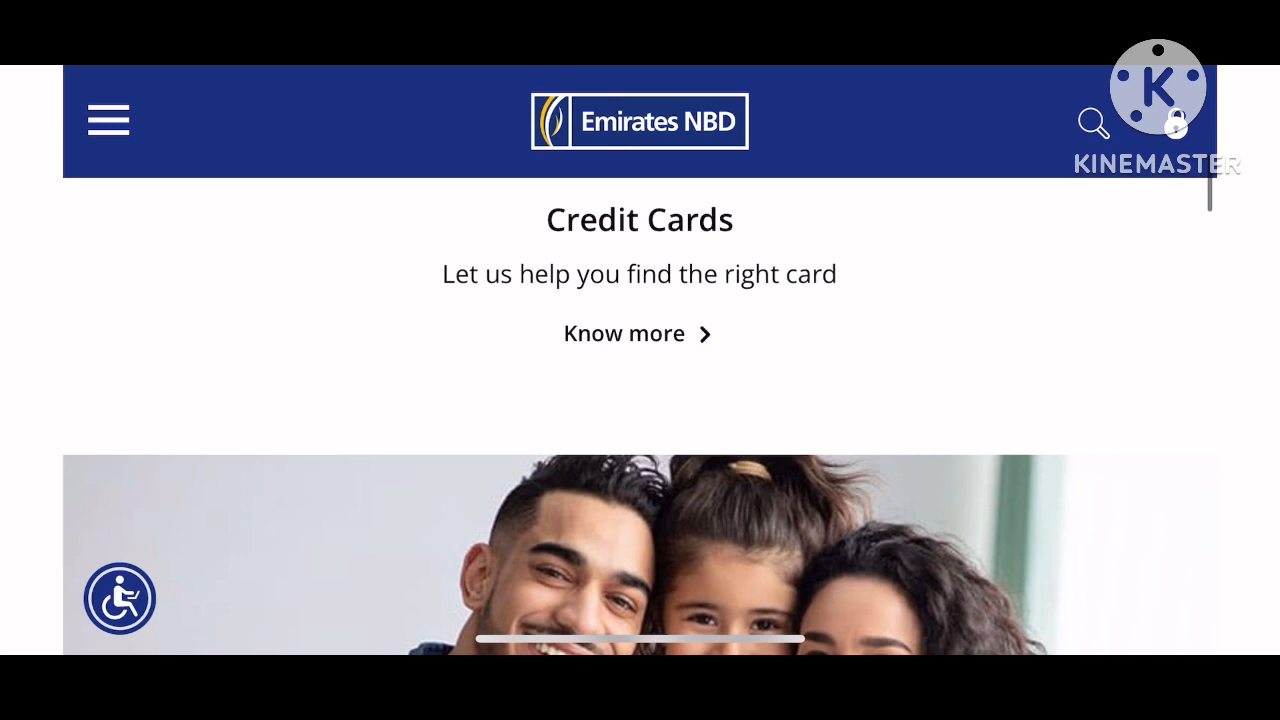 Emirates NBD
K
KINEMASTER
Credit Cards
Let us help you find the right card
Know more